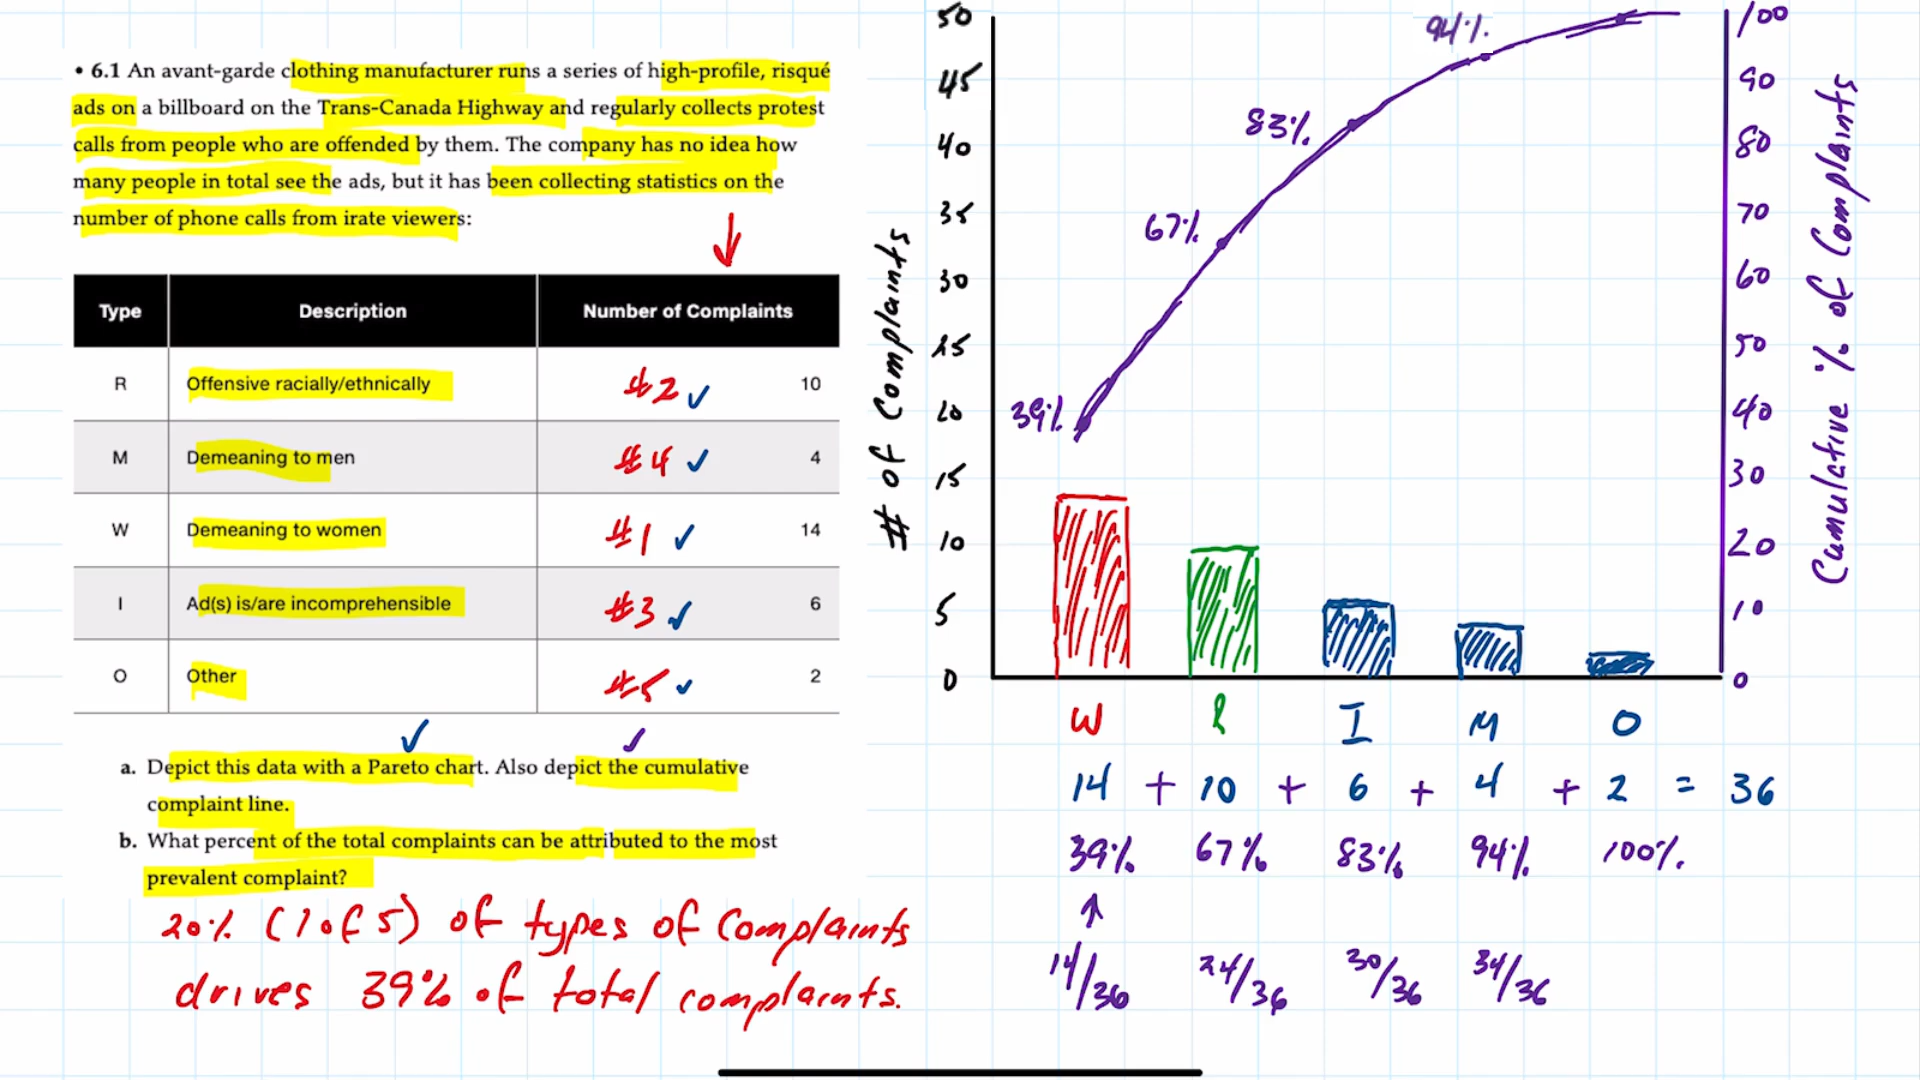 • 6.1 An avant-garde clothing manufacturer runs a series of high-profile, risqué
ads on a billboard on the Trans-Canada Highway and regularly collects protest
calls from people who are offended by them. The company has no idea how
many people in total see the ads, but it has been collecting statistics on the
number of phone calls from irate viewers:
Type Description Number of Complaints
R Offensive racially/ethnically #2 ✓ 10
M Demeaning to men #4 ✓ 4
W Demeaning to women #1 ✓ 14
I Ad(s) is/are incomprehensible #3 ✓ 6
O Other #5 ✓ 2
a. Depict this data with a Pareto chart. Also depict the cumulative
complaint line.
b. What percent of the total complaints can be attributed to the most
prevalent complaint?
20% (1 of 5) of types of complaints
drives 39% of total complaints.
# of Complaints
50
45
40
35
30
25
20
15
10
5
0
39%
67%
83%
94%
100
90
80
70
60
50
40
30
20
10
0
Cumulative % of Complaints
W R I M O
14 + 10 + 6 + 4 + 2 = 36
39% 67% 83% 94% 100%
14/36 24/36 30/36 34/36